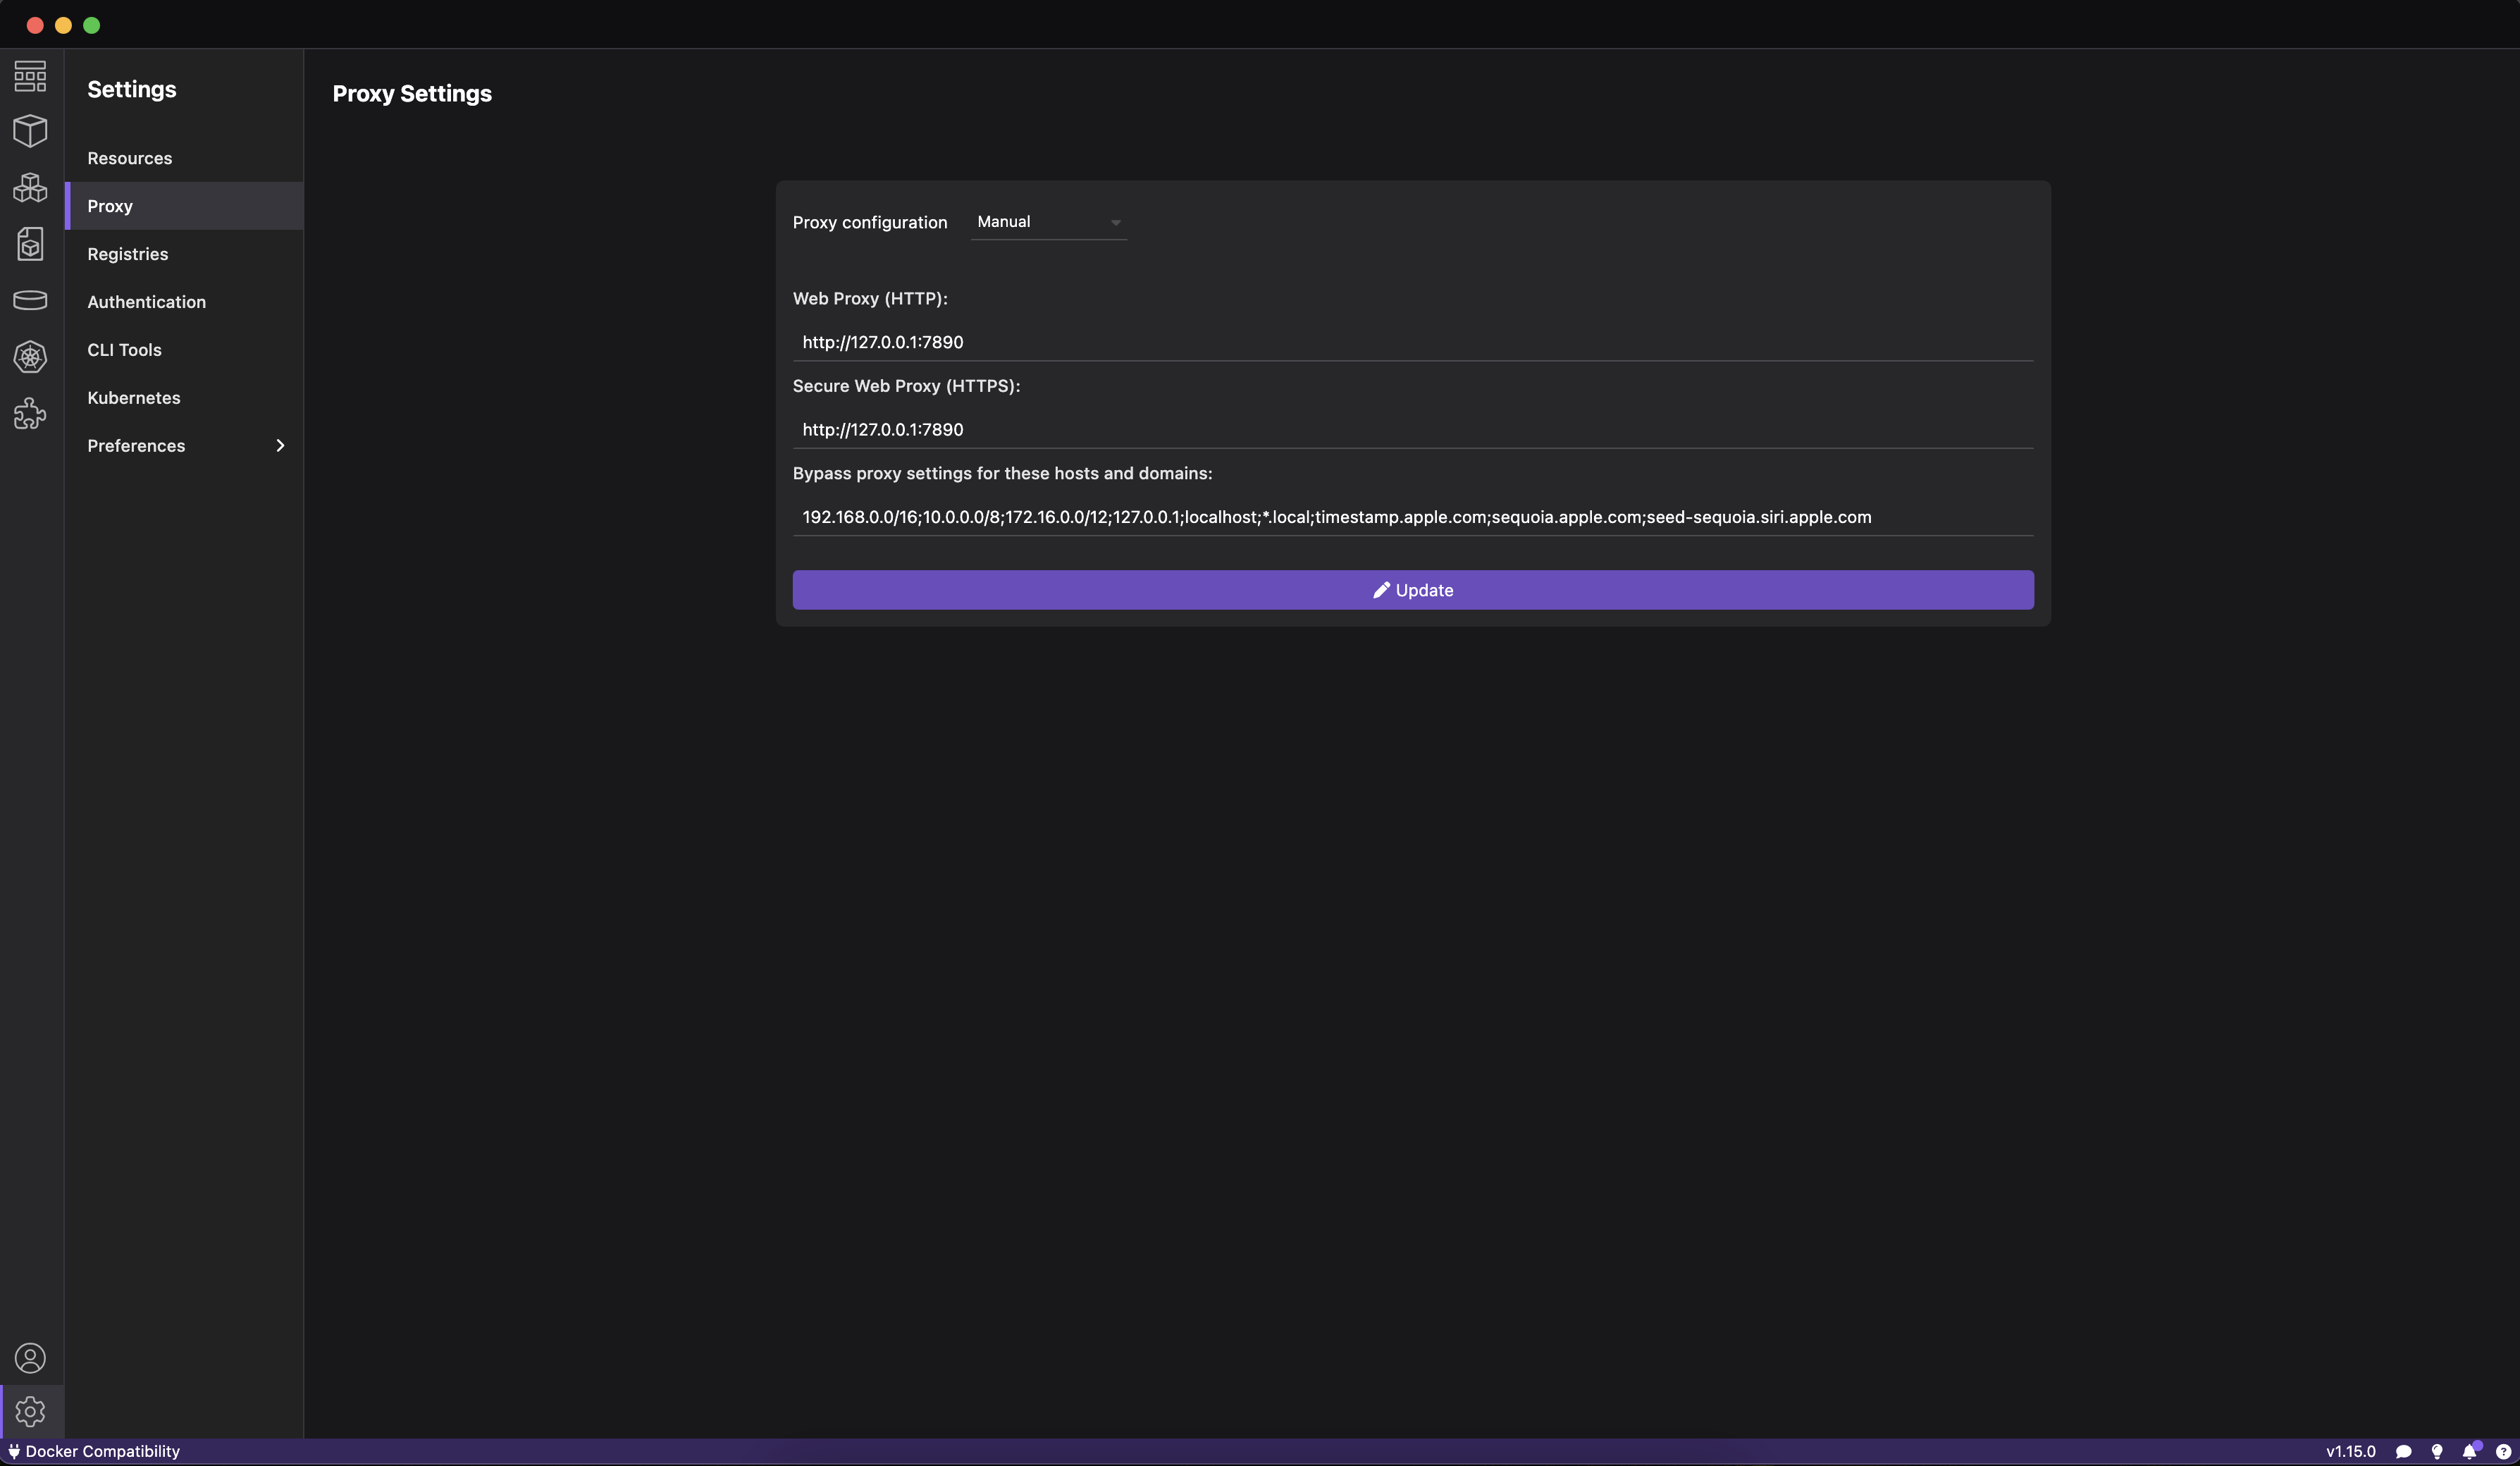 Settings
Resources
Proxy
Registries
Authentication
CLI Tools
Kubernetes
Preferences
Proxy Settings
Proxy configuration Manual
Web Proxy (HTTP):
http://127.0.0.1:7890
Secure Web Proxy (HTTPS):
http://127.0.0.1:7890
Bypass proxy settings for these hosts and domains:
192.168.0.0/16;10.0.0.0/8;172.16.0.0/12;127.0.0.1;localhost;*.local;timestamp.apple.com;sequoia.apple.com;seed-sequoia.siri.apple.com
Update
Docker Compatibility
v1.15.0